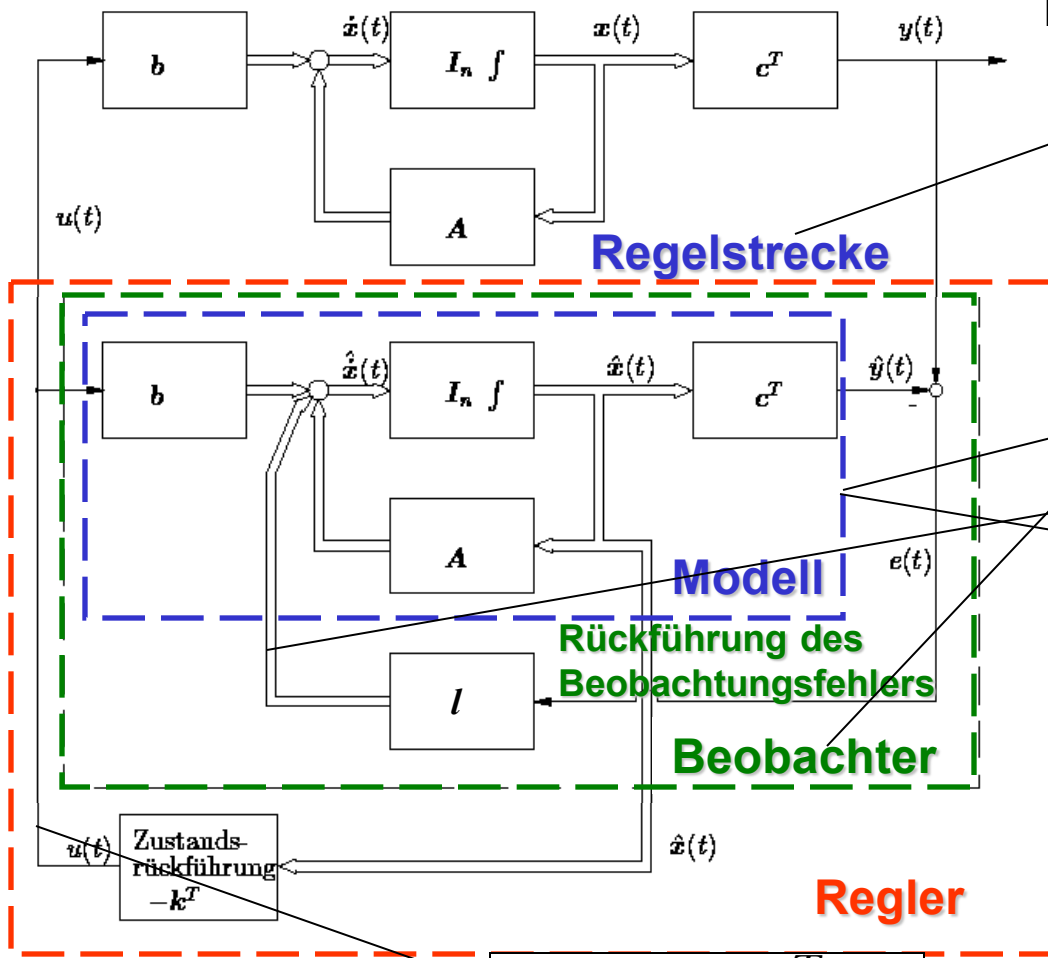 ẋ(t)
x(t)
y(t)
b
Iₙ ∫
cᵀ
A
u(t)
Regelstrecke
b
ẋ̂(t)
Iₙ ∫
x̂(t)
cᵀ
ŷ(t)
-
A
Modell
e(t)
Rückführung des
Beobachtungsfehlers
l
Beobachter
u(t)
Zustands-
rückführung
−kᵀ
x̂(t)
Regler